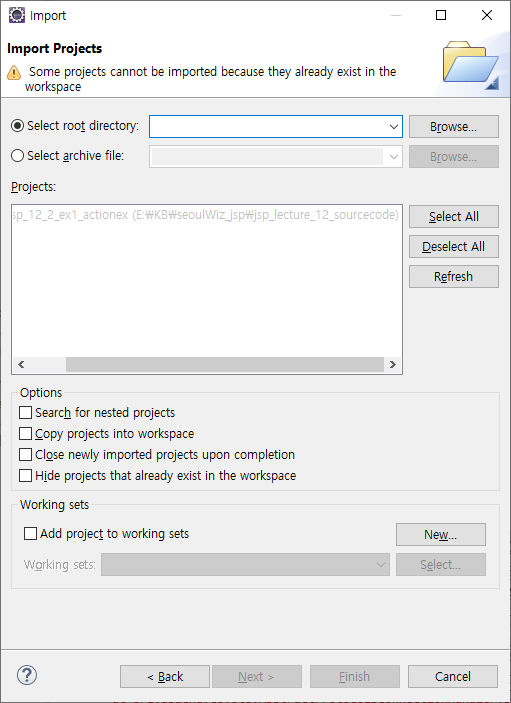 Import
Import Projects
Some projects cannot be imported because they already exist in the
workspace
Select root directory:
Browse...
Select archive file:
Browse...
Projects:
sp_12_2_ex1_actionex (E:₩KB₩seoulWiz_jsp₩jsp_lecture_12_sourcecode)
Select All
Deselect All
Refresh
Options
Search for nested projects
Copy projects into workspace
Close newly imported projects upon completion
Hide projects that already exist in the workspace
Working sets
Add project to working sets
New...
Working sets:
Select...
?
< Back
Next >
Finish
Cancel